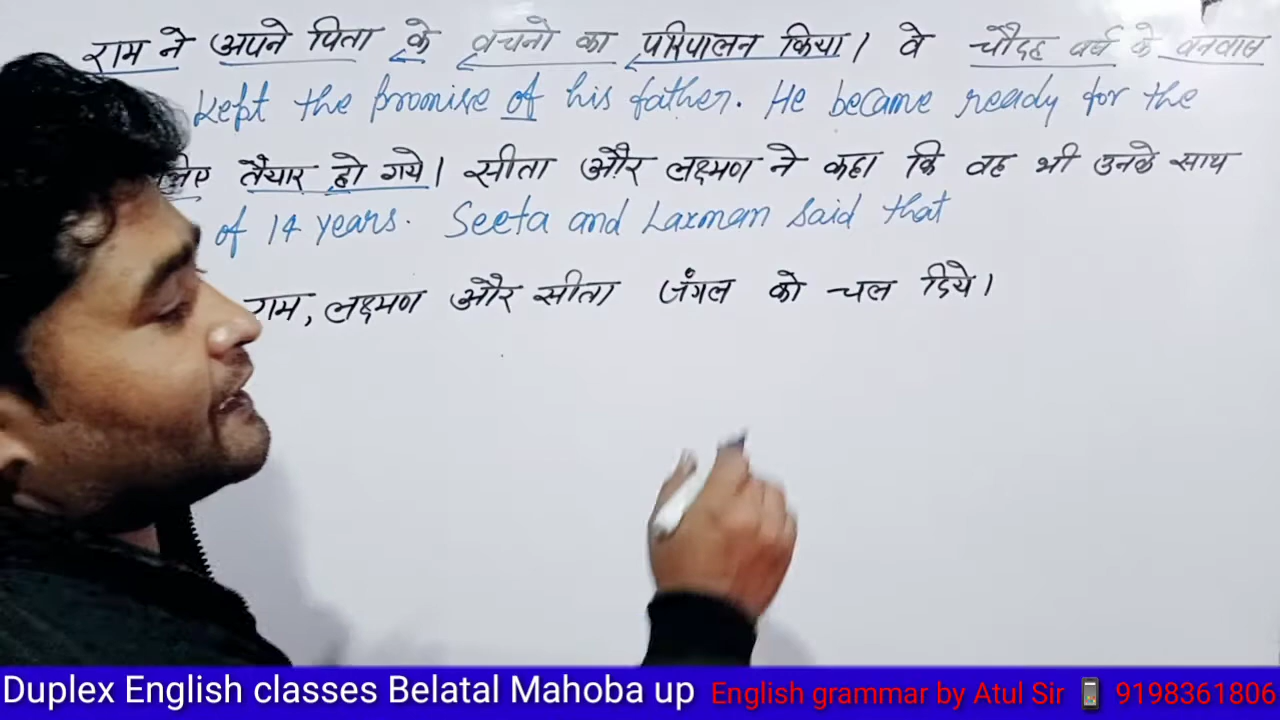 राम ने अपने पिता के वचनो का परिपालन किया। वे चौदह वर्ष के वनवास
Kept the promise of his father. He became ready for the
तैयार हो गये। सीता और लक्ष्मण ने कहा कि वह भी उनके साथ
of 14 years. Seeta and Laxman said that
राम, लक्ष्मण और सीता जंगल को चल दिये।
Duplex English classes Belatal Mahoba up English grammar by Atul Sir 9198361806